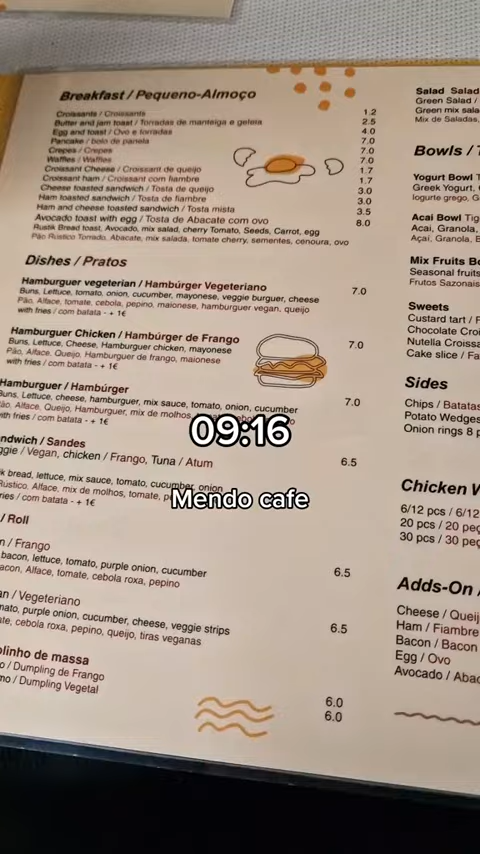 Breakfast / Pequeno-Almoço
Croissants / Croissants 1.2
Butter and jam toast / Torradas de manteiga e geleia 2.5
Egg and toast / Ovo e torradas 4.0
Pancake / bolo de panela 7.0
Crepes / Crepes 7.0
Waffles / Waffles 7.0
Croissant Cheese / Croissant de queijo 1.7
Croissant ham / Croissant com fiambre 1.7
Cheese toasted sandwich / Tosta de queijo 3.0
Ham toasted sandwich / Tosta de fiambre 3.0
Ham and cheese toasted sandwich / Tosta mista 3.5
Avocado toast with egg / Tosta de Abacate com ovo 8.0
Rustik Bread toast, Avocado, mix salad, cherry Tomato, Seeds, Carrot, egg
Pão Rústico Torrado, Abacate, mix salada, tomate cherry, sementes, cenoura, ovo
Dishes / Pratos
Hamburguer vegeterian / Hambúrger Vegeteriano 7.0
Buns, Lettuce, tomato, onion, cucumber, mayonese, veggie burguer, cheese
Pão, Alface, tomate, cebola, pepino, maionese, hamburguer vegan, queijo
with fries / com batata - + 1€
Hamburguer Chicken / Hambúrger de Frango 7.0
Buns, Lettuce, Cheese, Hamburguer chicken, mayonese
Pão, Alface, Queijo, Hamburguer de frango, maionese
with fries / com batata - + 1€
Hamburguer / Hambúrger 7.0
Buns, Lettuce, cheese, hamburguer, mix sauce, tomato, onion, cucumber
ão, Alface, Queijo, Hamburguer, mix de molhos, tomate, cebola
ith fries / com batata - + 1€
ndwich / Sandes 6.5
ggie / Vegan, chicken / Frango, Tuna / Atum
k bread, lettuce, mix sauce, tomato, cucumber, onion
Rústico, Alface, mix de molhos, tomate,
ries / com batata - + 1€
/ Roll
n / Frango 6.5
bacon, lettuce, tomato, purple onion, cucumber
acon, Alface, tomate, cebola roxa, pepino
an / Vegeteriano 6.5
mato, purple onion, cucumber, cheese, veggie strips
ate, cebola roxa, pepino, queijo, tiras veganas
olinho de massa
o / Dumpling de Frango 6.0
mo / Dumpling Vegetal 6.0
Salad Salad
Green Salad /
Green mix sala
Mix de Saladas,
Bowls / T
Yogurt Bowl T
Greek Yogurt,
Iogurte grego, G
Acai Bowl Tig
Acai, Granola,
Açaí, Granola, B
Mix Fruits Bo
Seasonal fruits
Frutos Sazonais
Sweets
Custard tart / P
Chocolate Croi
Nutella Croissa
Cake slice / Fa
Sides
Chips / Batatas
Potato Wedges
Onion rings 8 p
Chicken W
6/12 pcs / 6/12
20 pcs / 20 peç
30 pcs / 30 peç
Adds-On /
Cheese / Queij
Ham / Fiambre
Bacon / Bacon
Egg / Ovo
Avocado / Abac
09:16
Mendo cafe